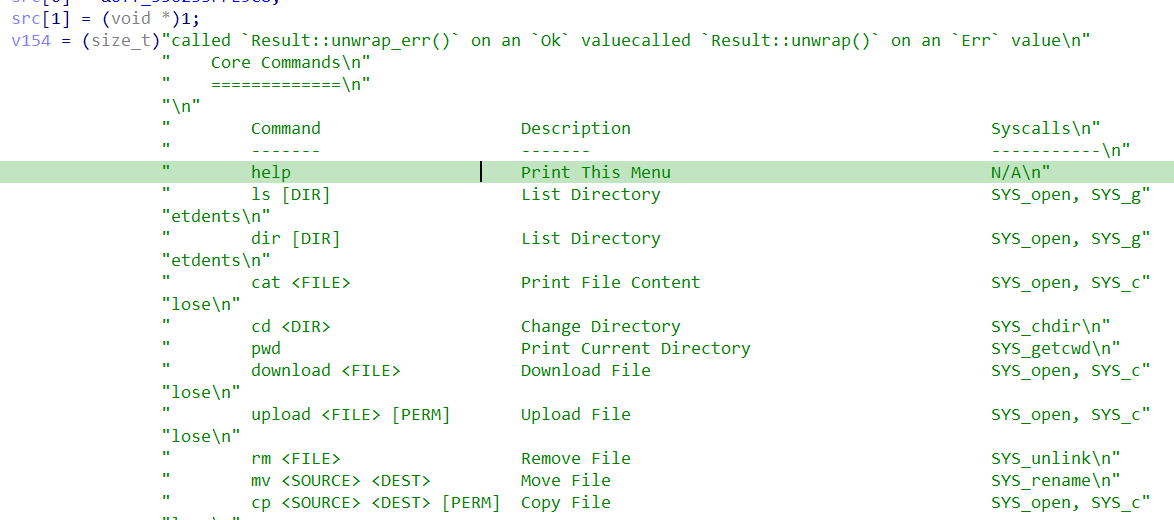 src[1] = (void *)1;
v154 = (size_t)"called `Result::unwrap_err()` on an `Ok` valuecalled `Result::unwrap()` on an `Err` value\n"
"    Core Commands\n"
"    =============\n"
"\n"
"        Command                    Description                                    Syscalls\n"
"        -------                    -------                                        -----------\n"
"        help                       Print This Menu                                N/A\n"
"        ls [DIR]                   List Directory                                 SYS_open, SYS_g"
"etdents\n"
"        dir [DIR]                  List Directory                                 SYS_open, SYS_g"
"etdents\n"
"        cat <FILE>                 Print File Content                             SYS_open, SYS_c"
"lose\n"
"        cd <DIR>                   Change Directory                               SYS_chdir\n"
"        pwd                        Print Current Directory                        SYS_getcwd\n"
"        download <FILE>            Download File                                  SYS_open, SYS_c"
"lose\n"
"        upload <FILE> [PERM]       Upload File                                    SYS_open, SYS_c"
"lose\n"
"        rm <FILE>                  Remove File                                    SYS_unlink\n"
"        mv <SOURCE> <DEST>         Move File                                      SYS_rename\n"
"        cp <SOURCE> <DEST> [PERM]  Copy File                                      SYS_open, SYS_c"